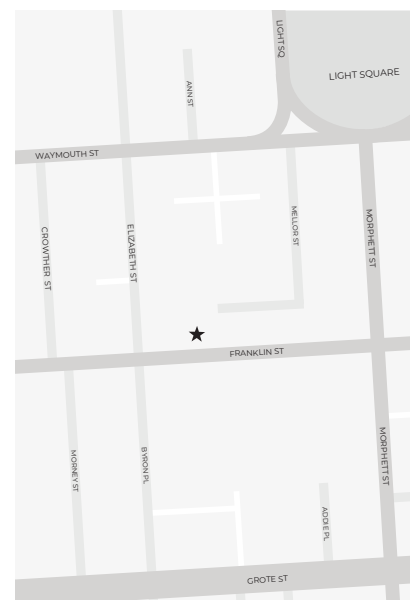 LIGHT SQ
LIGHT SQUARE
ANN ST
WAYMOUTH ST
CROWTHER ST
ELIZABETH ST
MELLOR ST
MORPHETT ST
FRANKLIN ST
MORNEY ST
BYRON PL
MORPHETT ST
ADDIE PL
GROTE ST